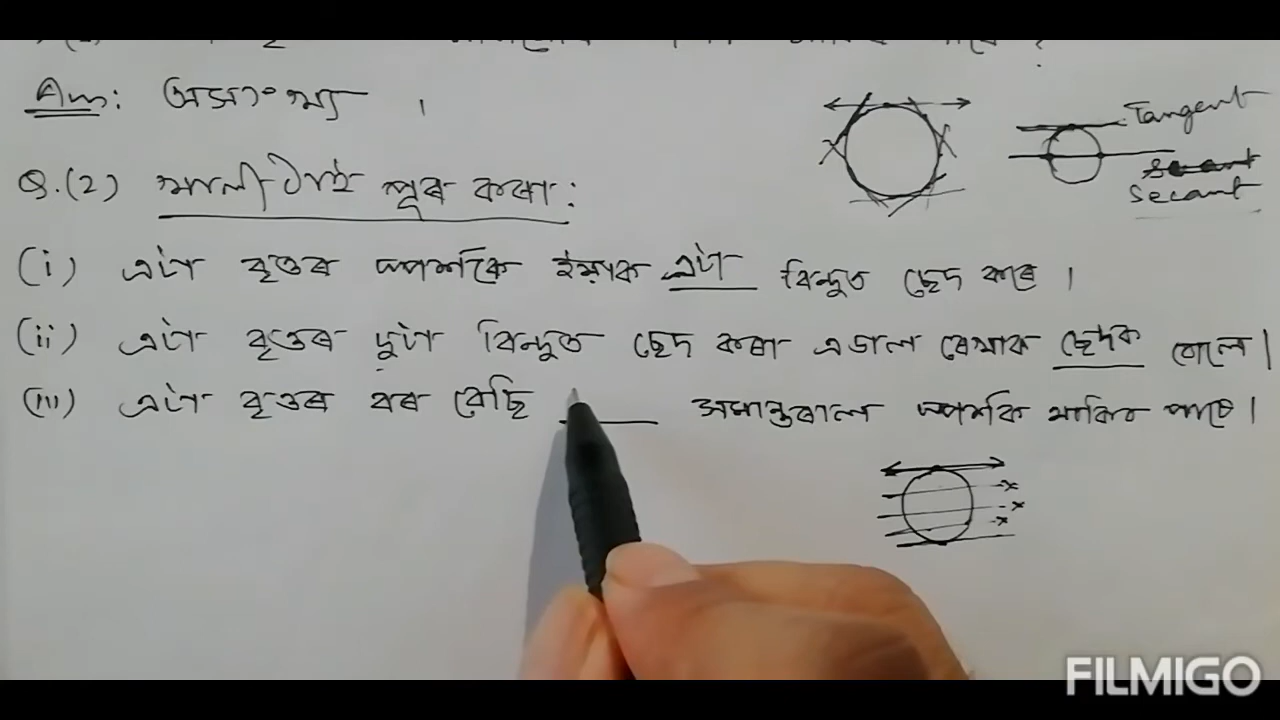 Ans: অসংখ্য ।
Tangent
Secant
Q.(2) খালী ঠাই পূৰ কৰা:
(i) এটা বৃত্তৰ স্পৰ্শকে ইয়াক এটা বিন্দুত ছেদ কৰে ।
(ii) এটা বৃত্তৰ দুটা বিন্দুত ছেদ কৰা এডাল ৰেখাক ছেদক বোলে।
(iii) এটা বৃত্তৰ বৰ বেছি ____ সমান্তৰাল স্পৰ্শক থাকিব পাৰে।
FILMIGO